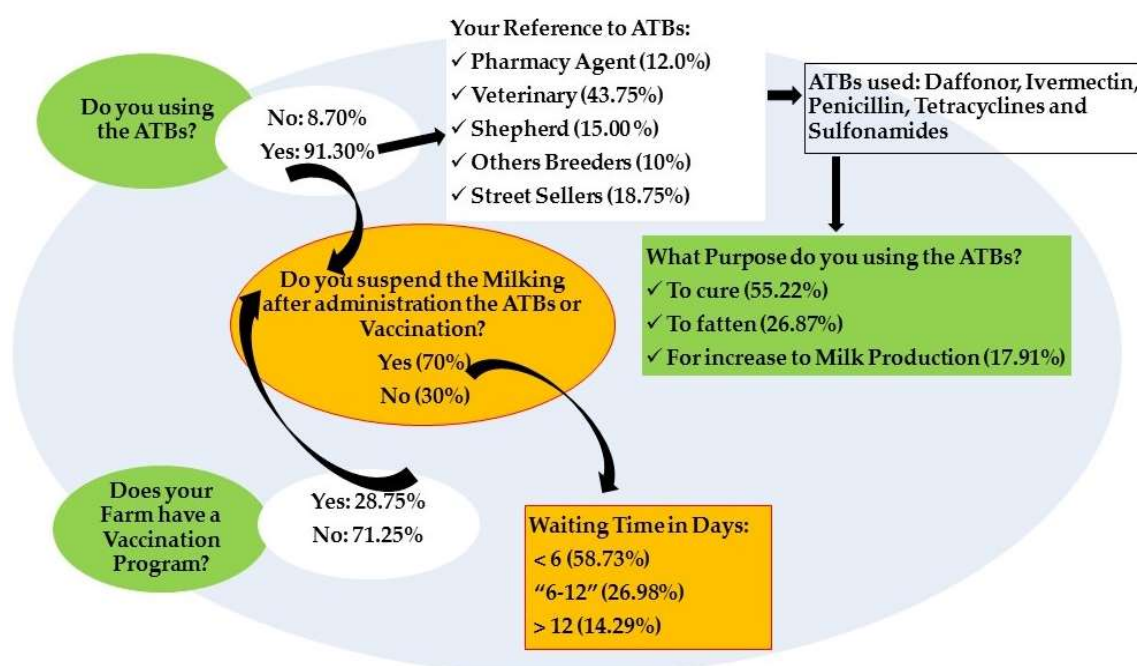 Do you using
the ATBs?
No: 8.70%
Yes: 91.30%
Your Reference to ATBs:
✓ Pharmacy Agent (12.0%)
✓ Veterinary (43.75%)
✓ Shepherd (15.00%)
✓ Others Breeders (10%)
✓ Street Sellers (18.75%)
ATBs used: Daffonor, Ivermectin,
Penicillin, Tetracyclines and
Sulfonamides
What Purpose do you using the ATBs?
✓ To cure (55.22%)
✓ To fatten (26.87%)
✓ For increase to Milk Production (17.91%)
Do you suspend the Milking
after administration the ATBs or
Vaccination?
Yes (70%)
No (30%)
Does your
Farm have a
Vaccination
Program?
Yes: 28.75%
No: 71.25%
Waiting Time in Days:
< 6 (58.73%)
“6-12” (26.98%)
> 12 (14.29%)